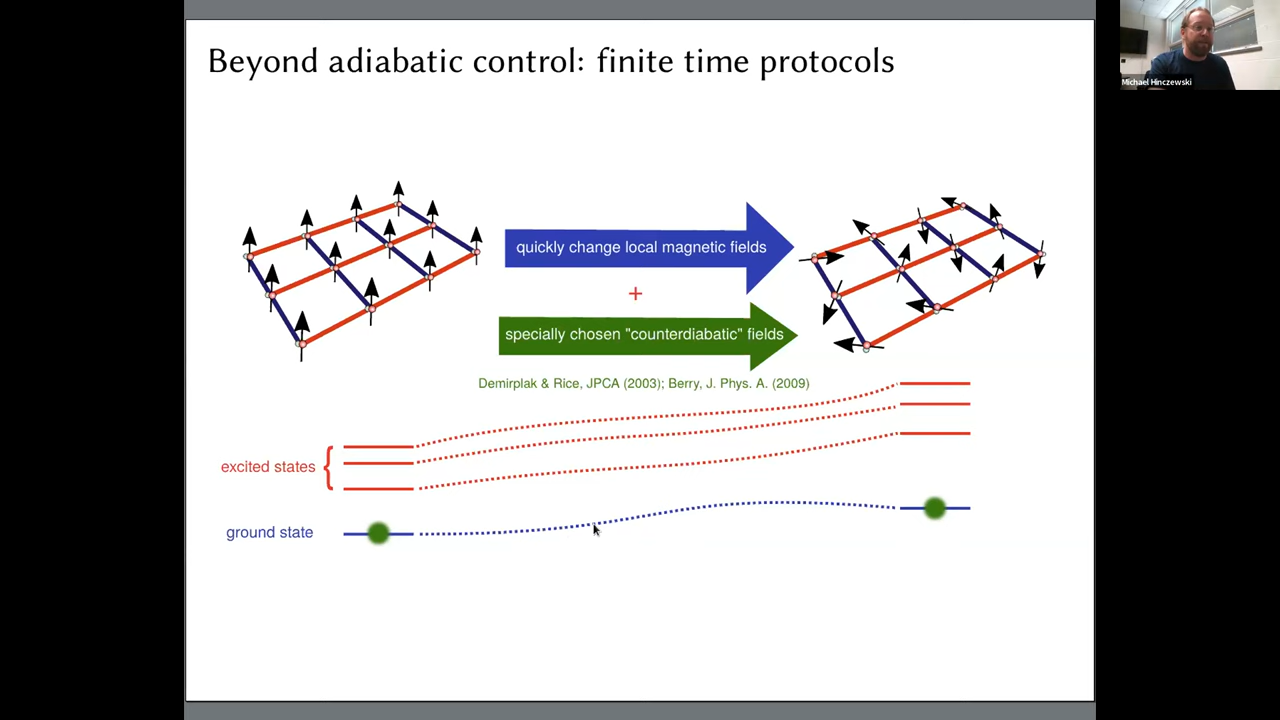 Beyond adiabatic control: finite time protocols
Michael Hinczewski
quickly change local magnetic fields
+
specially chosen "counterdiabatic" fields
Demirplak & Rice, JPCA (2003); Berry, J. Phys. A. (2009)
excited states
ground state